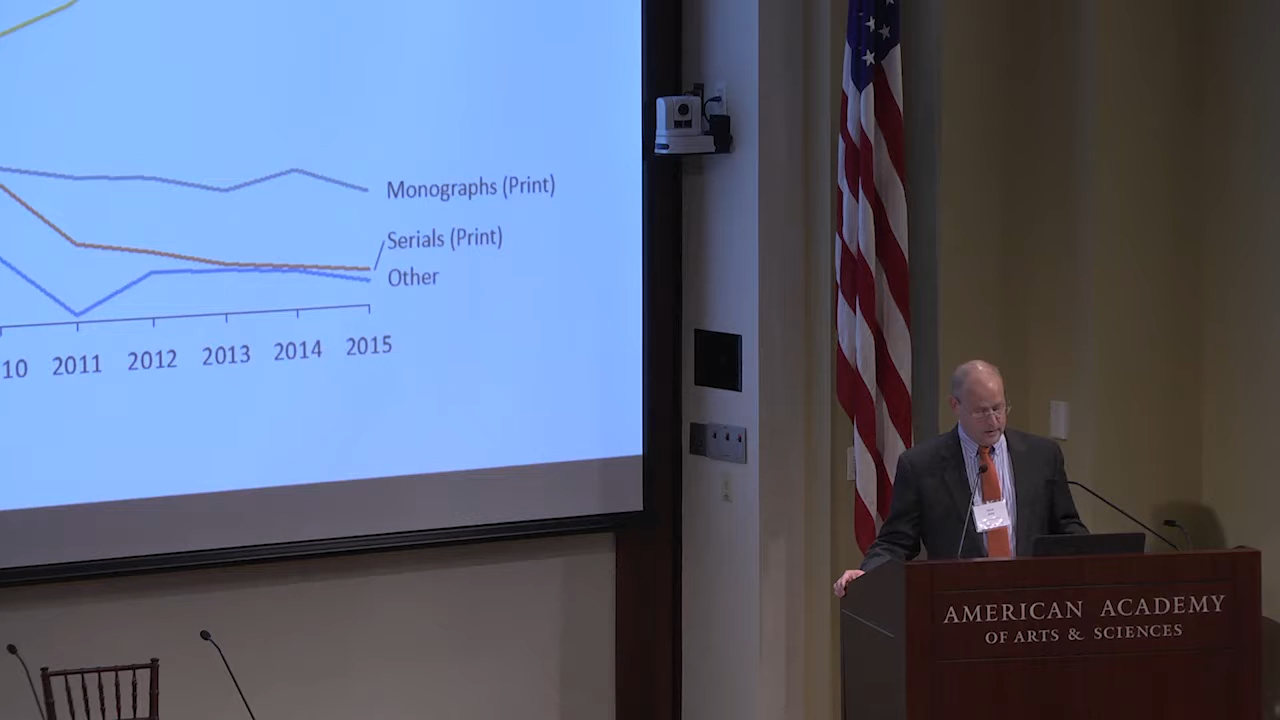 Monographs (Print)
Serials (Print)
Other
10 2011 2012 2013 2014 2015
AMERICAN ACADEMY
OF ARTS & SCIENCES